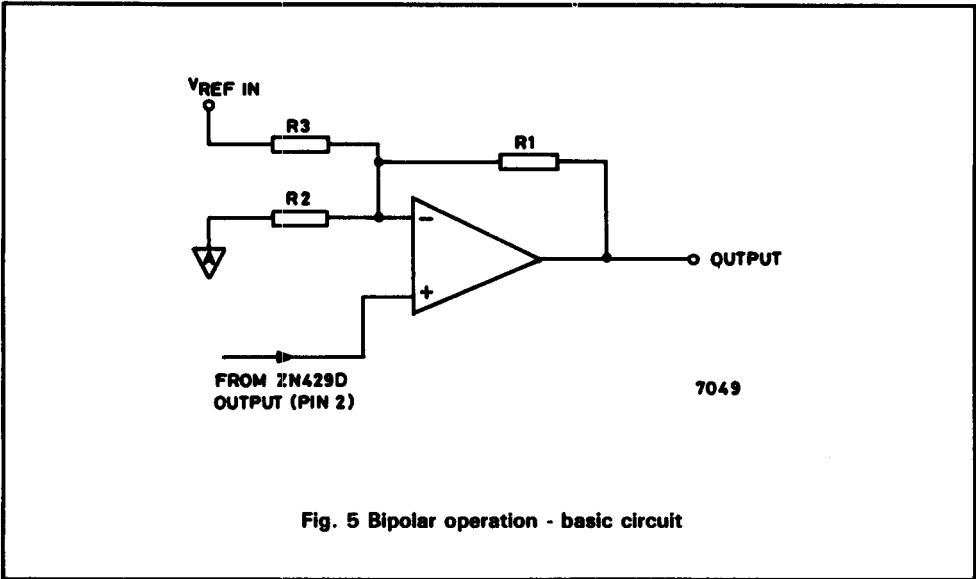 VREF IN
R3
R1
R2
A
−
+
OUTPUT
FROM ZN429D
OUTPUT (PIN 2)
7049
Fig. 5 Bipolar operation - basic circuit